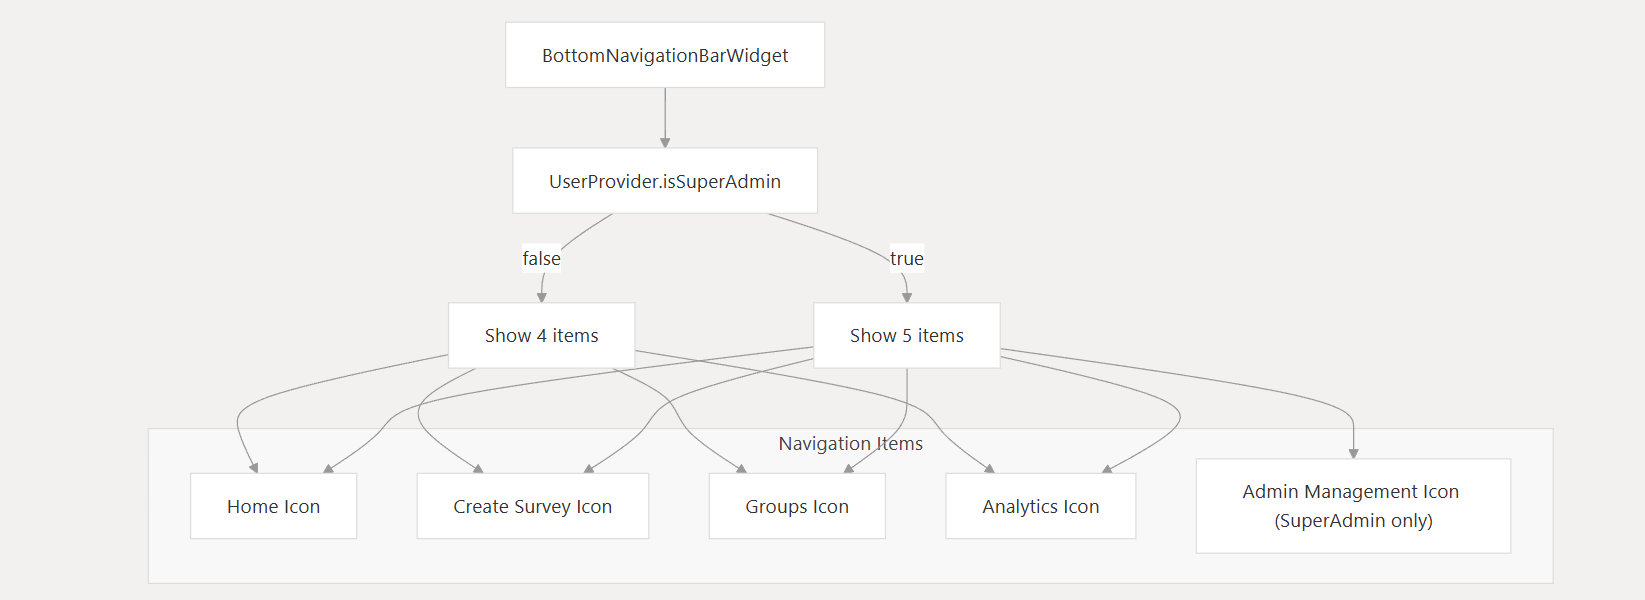 BottomNavigationBarWidget
UserProvider.isSuperAdmin
false
true
Show 4 items
Show 5 items
Navigation Items
Home Icon
Create Survey Icon
Groups Icon
Analytics Icon
Admin Management Icon
(SuperAdmin only)